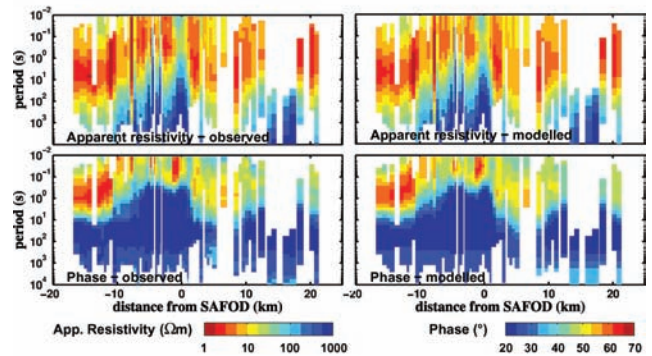 10⁻²
10⁻¹
10⁰
10¹
10²
10³
period (s)
Apparent resistivity – observed
Apparent resistivity – modelled
10⁻²
10⁻¹
10⁰
10¹
10²
10³
10⁴
period (s)
Phase – observed
Phase – modelled
−20 −10 0 10 20
−20 −10 0 10 20
distance from SAFOD (km)
distance from SAFOD (km)
App. Resistivity (Ωm)
1 10 100 1000
Phase (°)
20 30 40 50 60 70